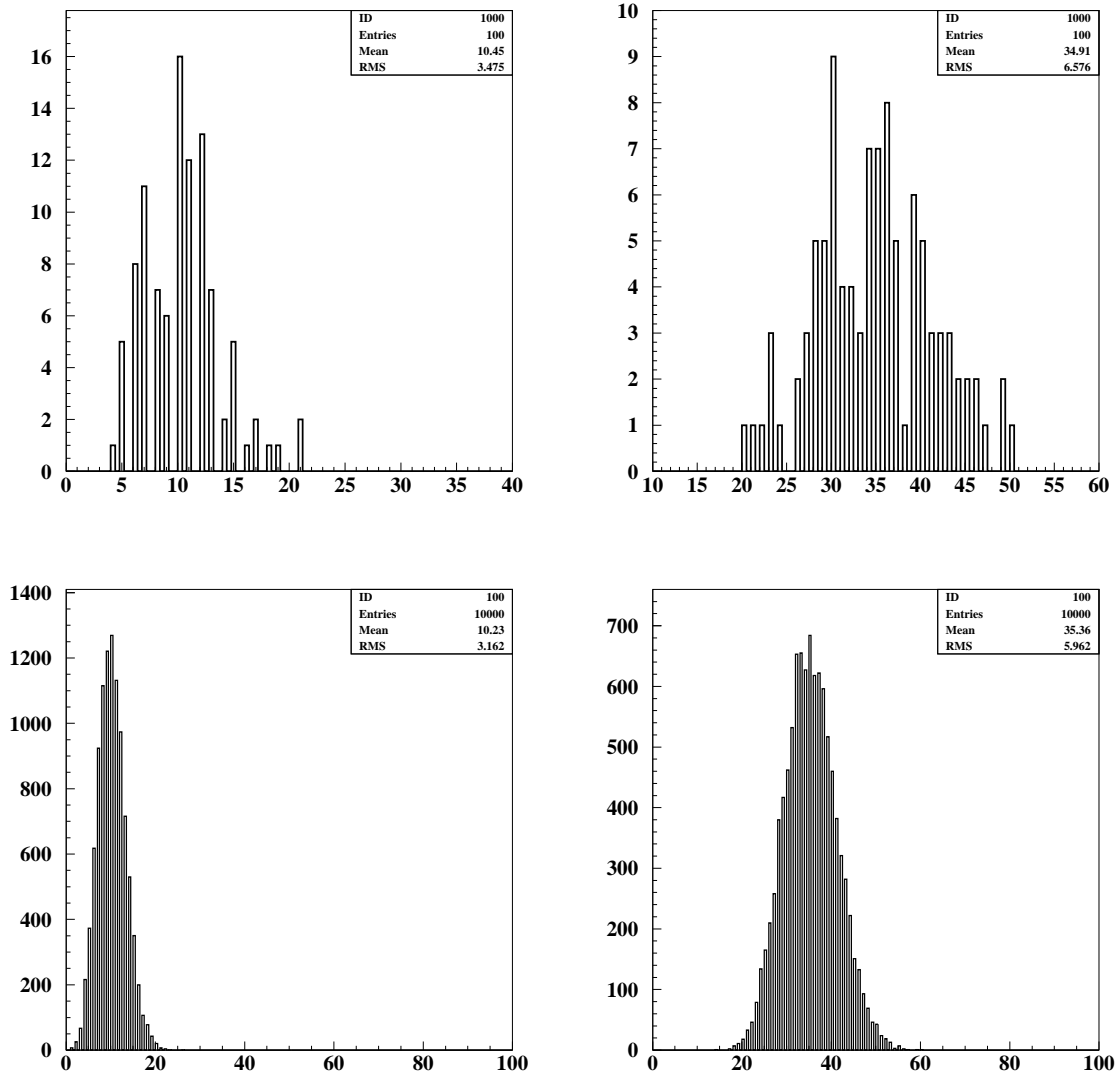 ID 1000
Entries 100
Mean 10.45
RMS 3.475
16
14
12
10
8
6
4
2
0
0 5 10 15 20 25 30 35 40
ID 1000
Entries 100
Mean 34.91
RMS 6.576
10
9
8
7
6
5
4
3
2
1
0
10 15 20 25 30 35 40 45 50 55 60
ID 100
Entries 10000
Mean 10.23
RMS 3.162
1400
1200
1000
800
600
400
200
0
0 20 40 60 80 100
ID 100
Entries 10000
Mean 35.36
RMS 5.962
700
600
500
400
300
200
100
0
0 20 40 60 80 100